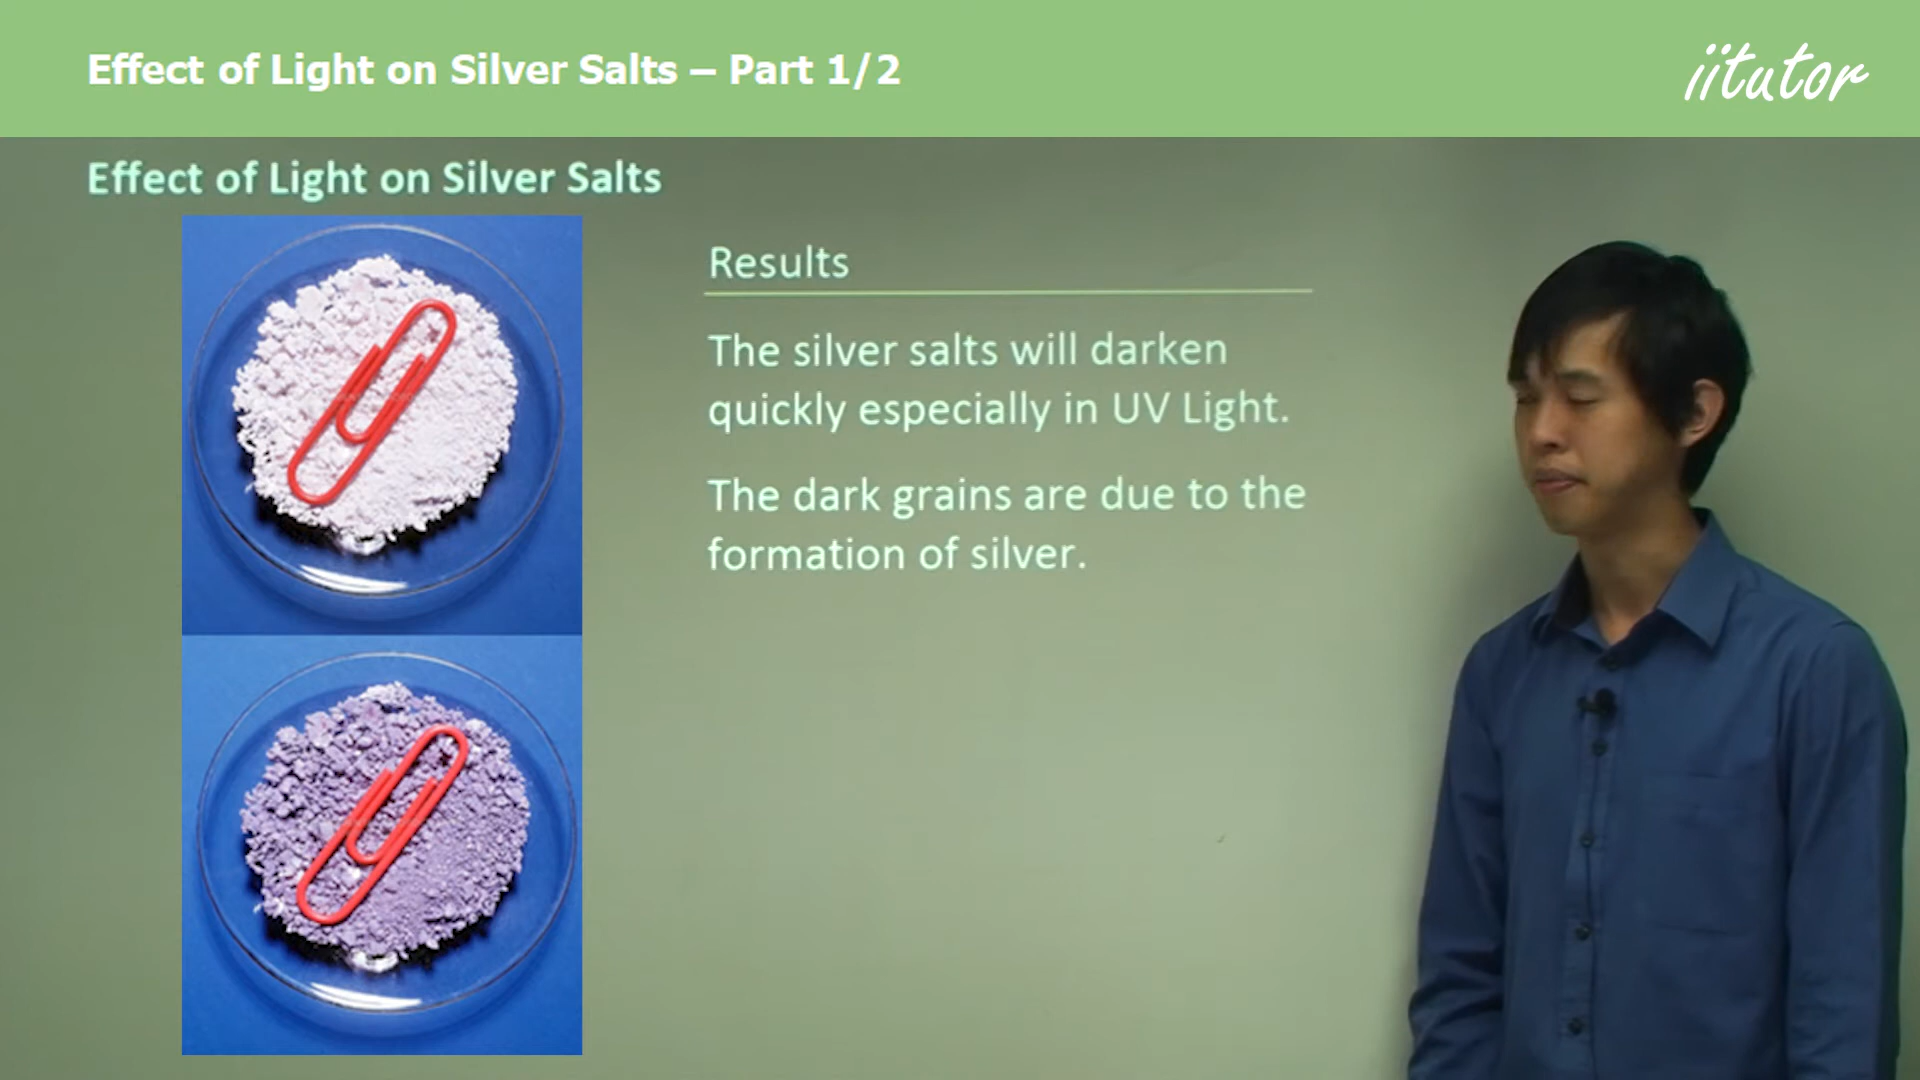 Effect of Light on Silver Salts – Part 1/2
iitutor
Effect of Light on Silver Salts
Results
The silver salts will darken
quickly especially in UV Light.
The dark grains are due to the
formation of silver.